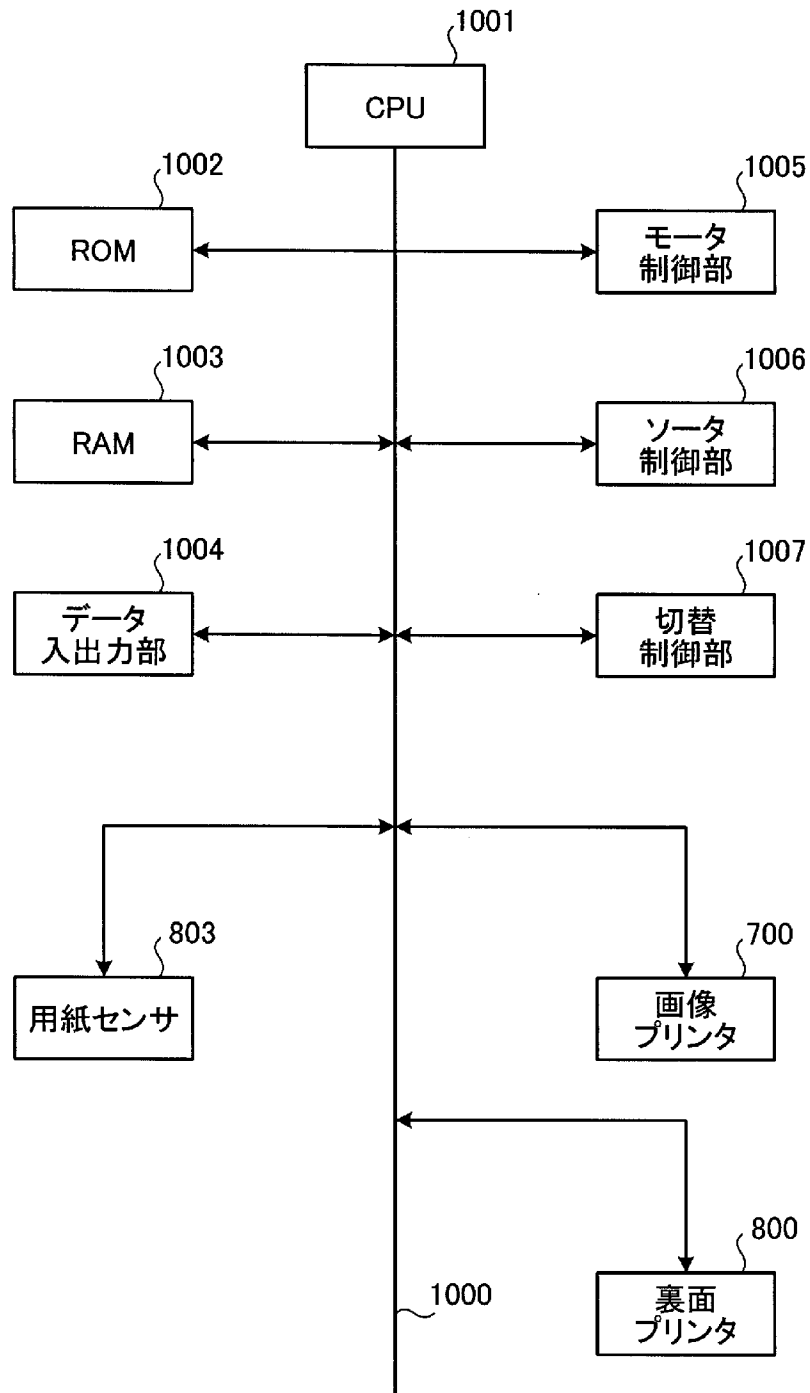 1001
CPU
1002
ROM
1005
モータ
制御部
1003
RAM
1006
ソータ
制御部
1004
データ
入出力部
1007
切替
制御部
803
用紙センサ
700
画像
プリンタ
1000
800
裏面
プリンタ